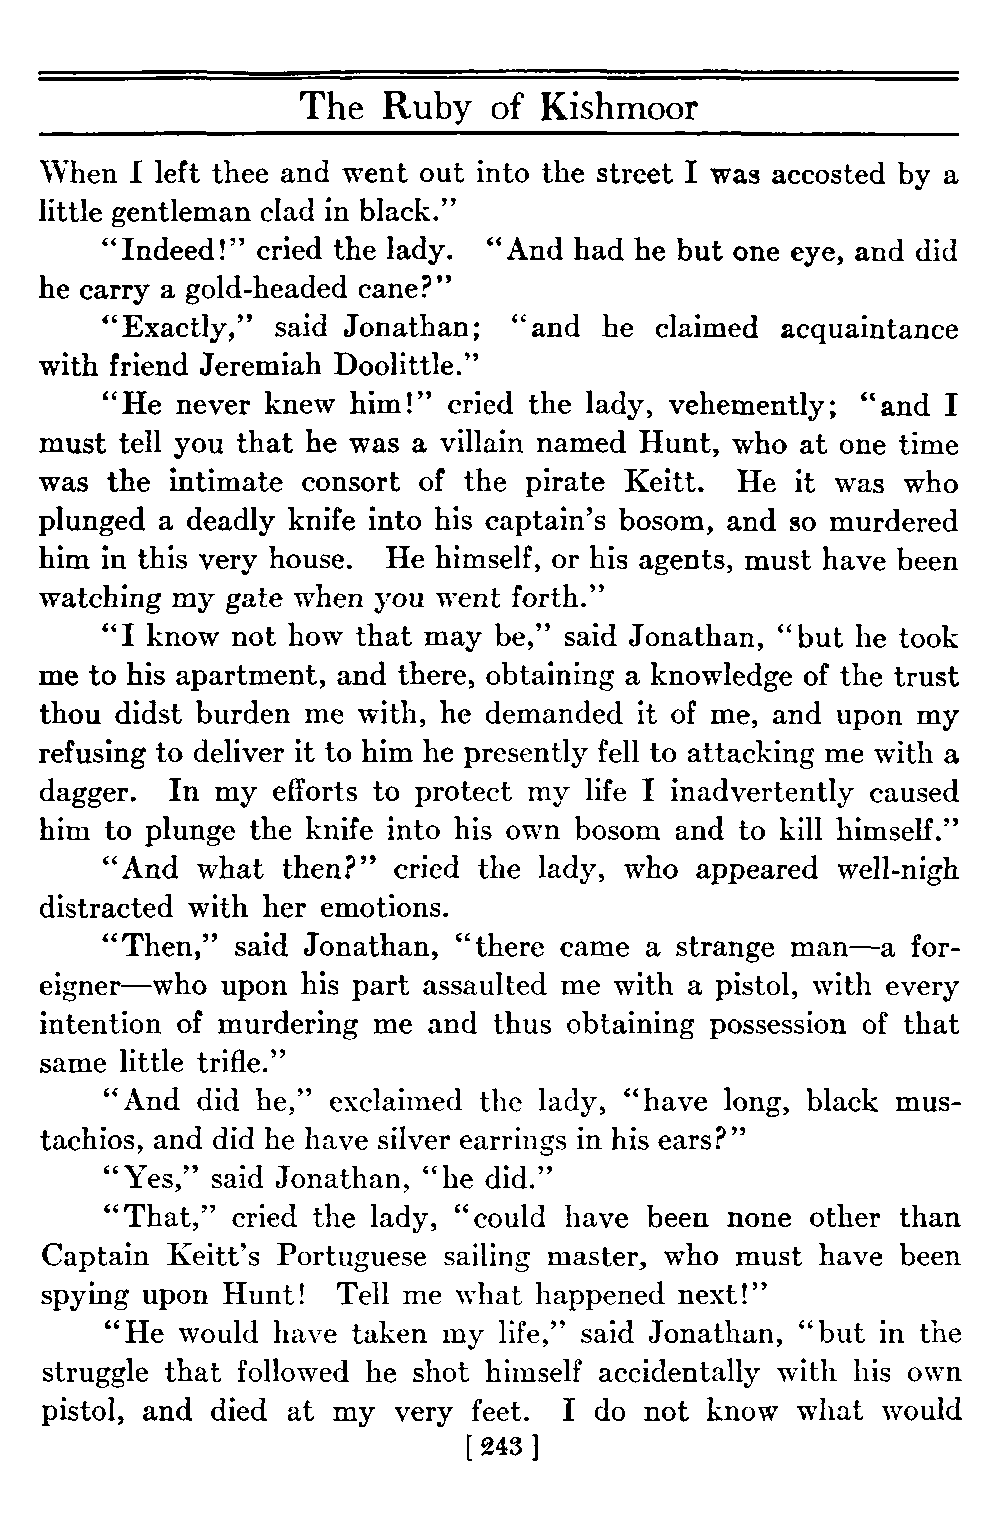 The Ruby of Kishmoor
When I left thee and went out into the street I was accosted by a
little gentleman clad in black.”
“Indeed!” cried the lady. “And had he but one eye, and did
he carry a gold-headed cane?”
“Exactly,” said Jonathan; “and he claimed acquaintance
with friend Jeremiah Doolittle.”
“He never knew him!” cried the lady, vehemently; “and I
must tell you that he was a villain named Hunt, who at one time
was the intimate consort of the pirate Keitt. He it was who
plunged a deadly knife into his captain’s bosom, and so murdered
him in this very house. He himself, or his agents, must have been
watching my gate when you went forth.”
“I know not how that may be,” said Jonathan, “but he took
me to his apartment, and there, obtaining a knowledge of the trust
thou didst burden me with, he demanded it of me, and upon my
refusing to deliver it to him he presently fell to attacking me with a
dagger. In my efforts to protect my life I inadvertently caused
him to plunge the knife into his own bosom and to kill himself.”
“And what then?” cried the lady, who appeared well-nigh
distracted with her emotions.
“Then,” said Jonathan, “there came a strange man—a for-
eigner—who upon his part assaulted me with a pistol, with every
intention of murdering me and thus obtaining possession of that
same little trifle.”
“And did he,” exclaimed the lady, “have long, black mus-
tachios, and did he have silver earrings in his ears?”
“Yes,” said Jonathan, “he did.”
“That,” cried the lady, “could have been none other than
Captain Keitt’s Portuguese sailing master, who must have been
spying upon Hunt! Tell me what happened next!”
“He would have taken my life,” said Jonathan, “but in the
struggle that followed he shot himself accidentally with his own
pistol, and died at my very feet. I do not know what would
[ 243 ]